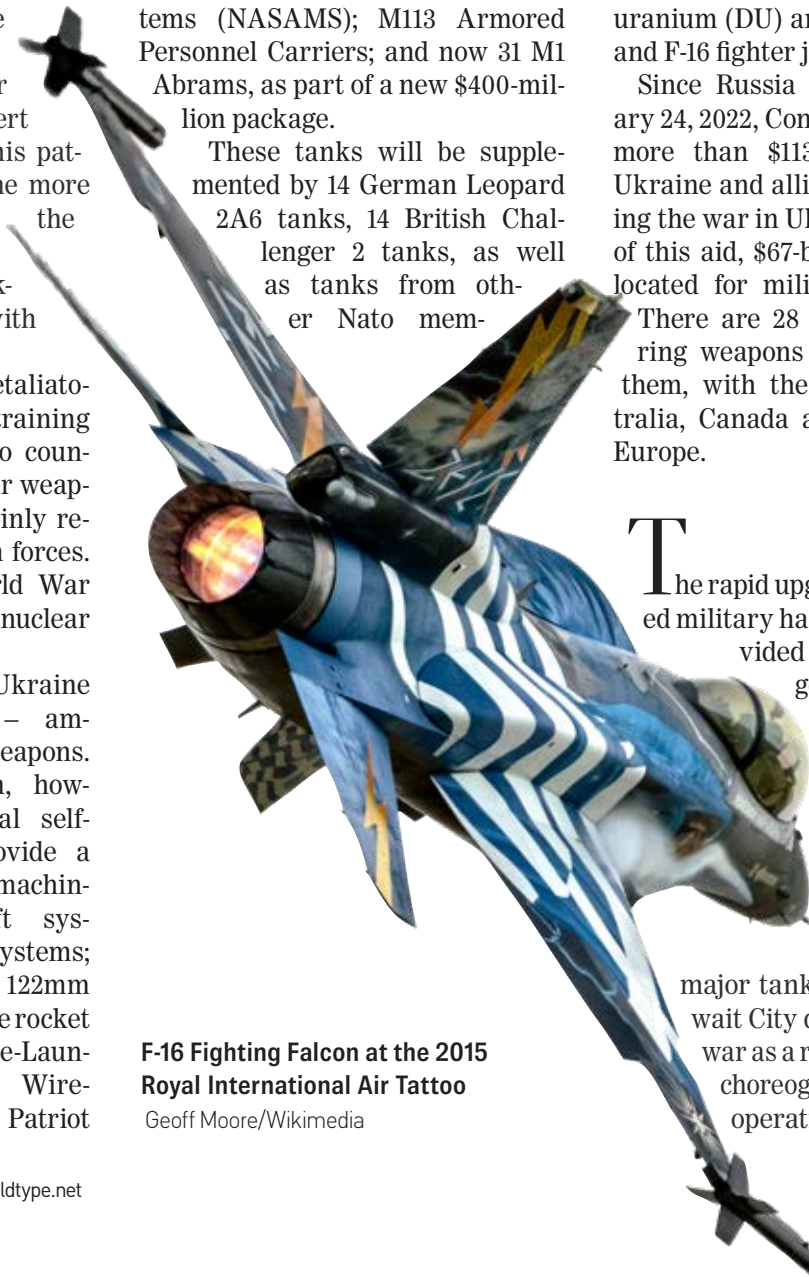 e
r
ert
his pat-
ne more
the
k-
with
etaliato-
training
o coun-
r weap-
inly re-
n forces.
rld War
nuclear
Ukraine
– am-
eapons.
n, how-
al self-
ovide a
machin-
ft sys-
ystems;
122mm
e rocket
e-Laun-
Wire-
Patriot
ldtype.net
tems (NASAMS); M113 Armored
Personnel Carriers; and now 31 M1
Abrams, as part of a new $400-mil-
lion package.
These tanks will be supple-
mented by 14 German Leopard
2A6 tanks, 14 British Chal-
lenger 2 tanks, as well
as tanks from oth-
er Nato mem-
F-16 Fighting Falcon at the 2015
Royal International Air Tattoo
Geoff Moore/Wikimedia
uranium (DU) ar
and F-16 fighter j
Since Russia
ary 24, 2022, Con
more than $113
Ukraine and alli
ing the war in Ul
of this aid, $67-b
located for mili
There are 28
ring weapons
them, with the
tralia, Canada a
Europe.
The rapid upg
ed military ha
vided
g
major tank
wait City o
war as a r
choreog
operati